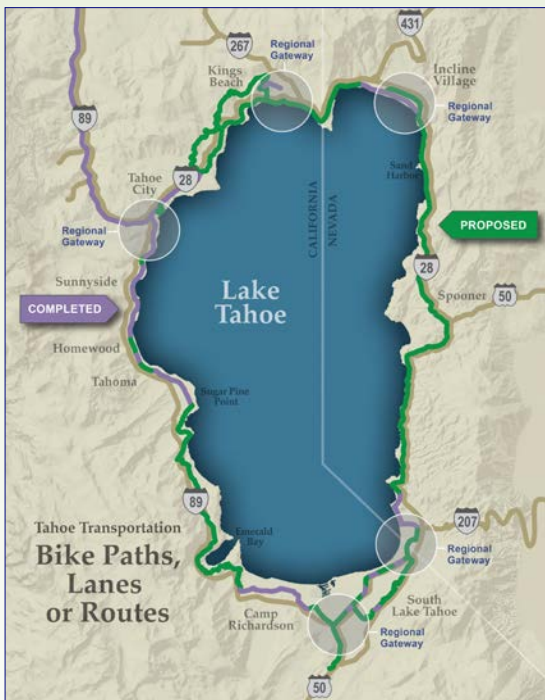 431
267
Regional
Gateway
Kings
Beach
Incline
Village
Regional
Gateway
89
28
Sand
Harbor
Tahoe
City
CALIFORNIA
NEVADA
PROPOSED
Regional
Gateway
28
Sunnyside
50
Spooner
COMPLETED
Lake
Tahoe
Homewood
Tahoma
Sugar Pine
Point
89
207
Tahoe Transportation
Bike Paths,
Lanes
or Routes
Emerald
Bay
Regional
Gateway
Camp
Richardson
South
Lake Tahoe
Regional
Gateway
50